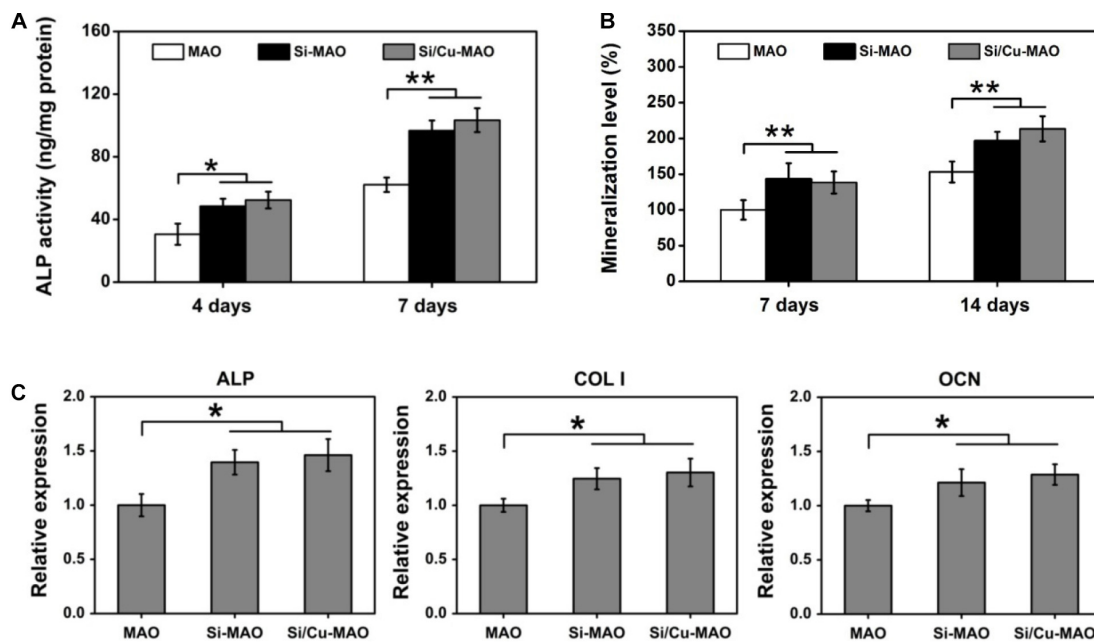 A
ALP activity (ng/mg protein)
160
120
80
40
0
MAO Si-MAO Si/Cu-MAO
*
**
4 days 7 days
B
Mineralization level (%)
350
300
250
200
150
100
50
0
MAO Si-MAO Si/Cu-MAO
**
**
7 days 14 days
C
ALP
Relative expression
2.0
1.5
1.0
0.5
0.0
*
MAO Si-MAO Si/Cu-MAO
COL I
Relative expression
2.0
1.5
1.0
0.5
0.0
*
MAO Si-MAO Si/Cu-MAO
OCN
Relative expression
2.0
1.5
1.0
0.5
0.0
*
MAO Si-MAO Si/Cu-MAO